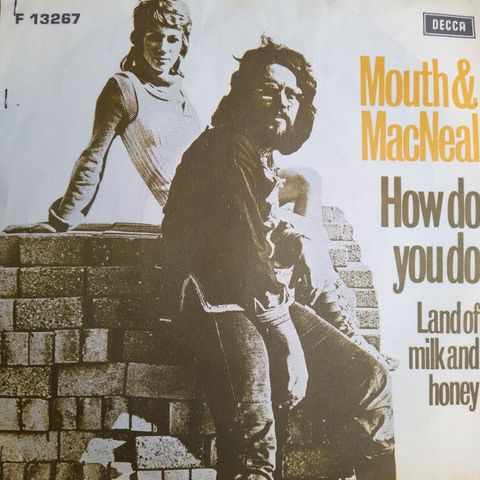 F 13267
DECCA
Mouth &
MacNeal
How do
you do
Land of
milk and
honey